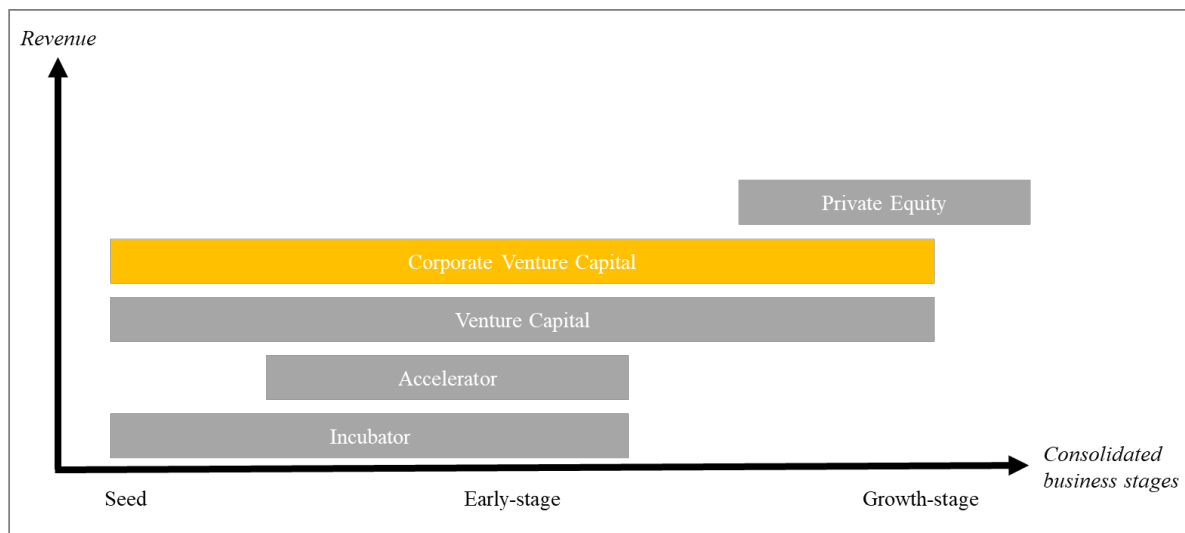 Revenue
Private Equity
Corporate Venture Capital
Venture Capital
Accelerator
Incubator
Consolidated
business stages
Seed
Early-stage
Growth-stage